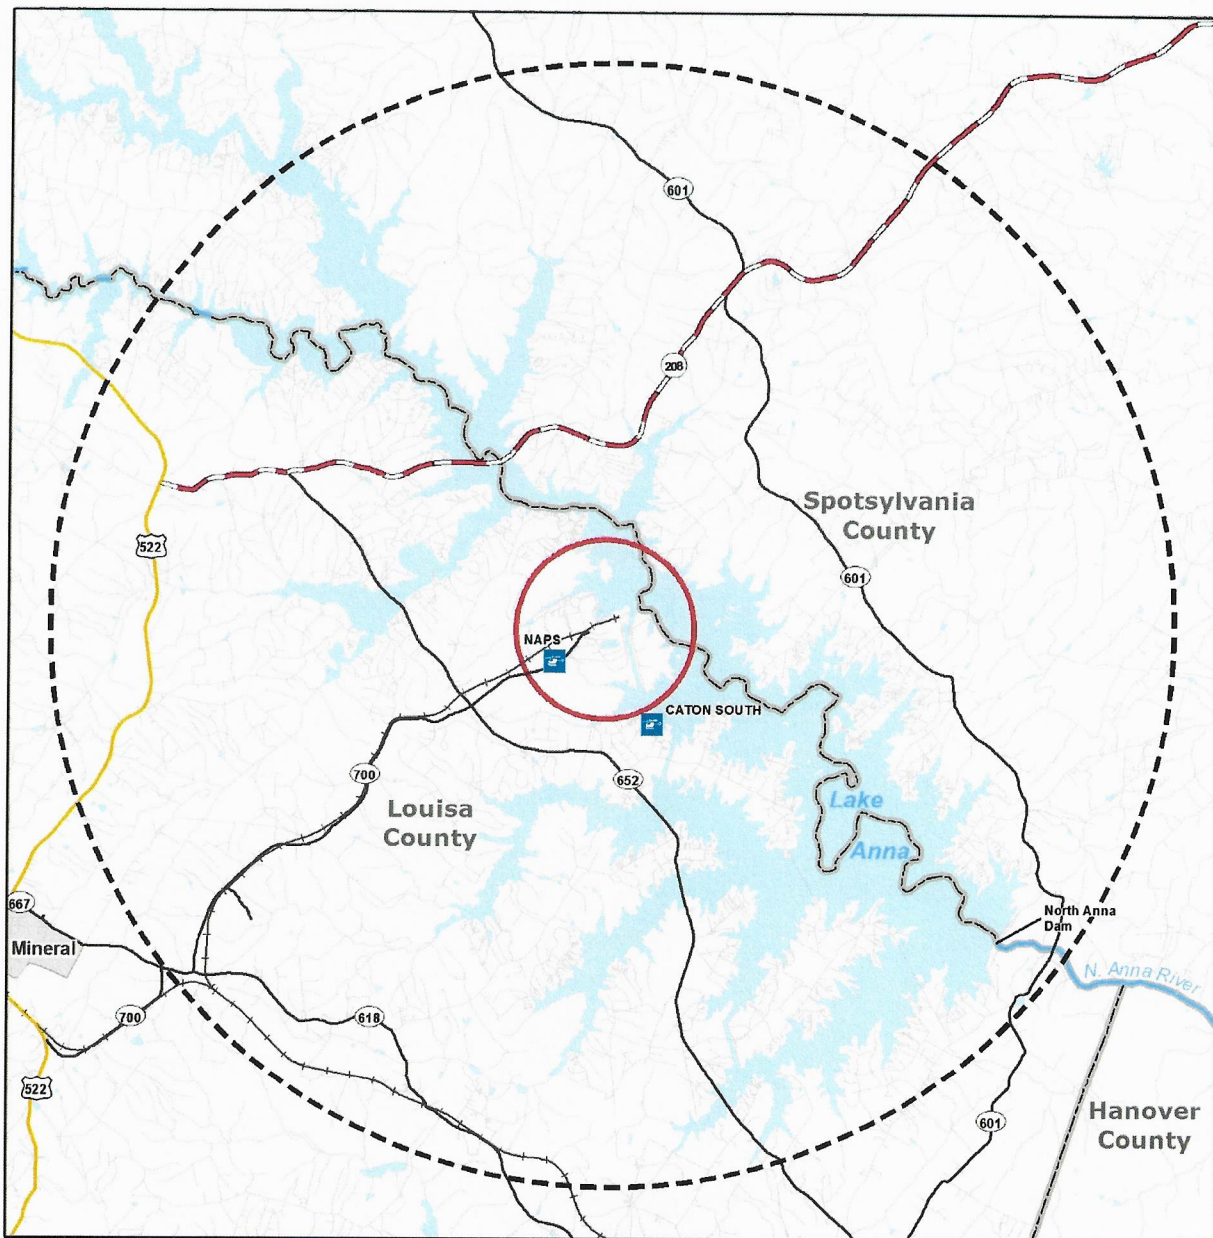 601
208
Spotsylvania
County
522
601
NAPS
CATON SOUTH
700
652
Louisa
County
Lake
Anna
667
North Anna
Dam
Mineral
N. Anna River
700
618
522
601
Hanover
County